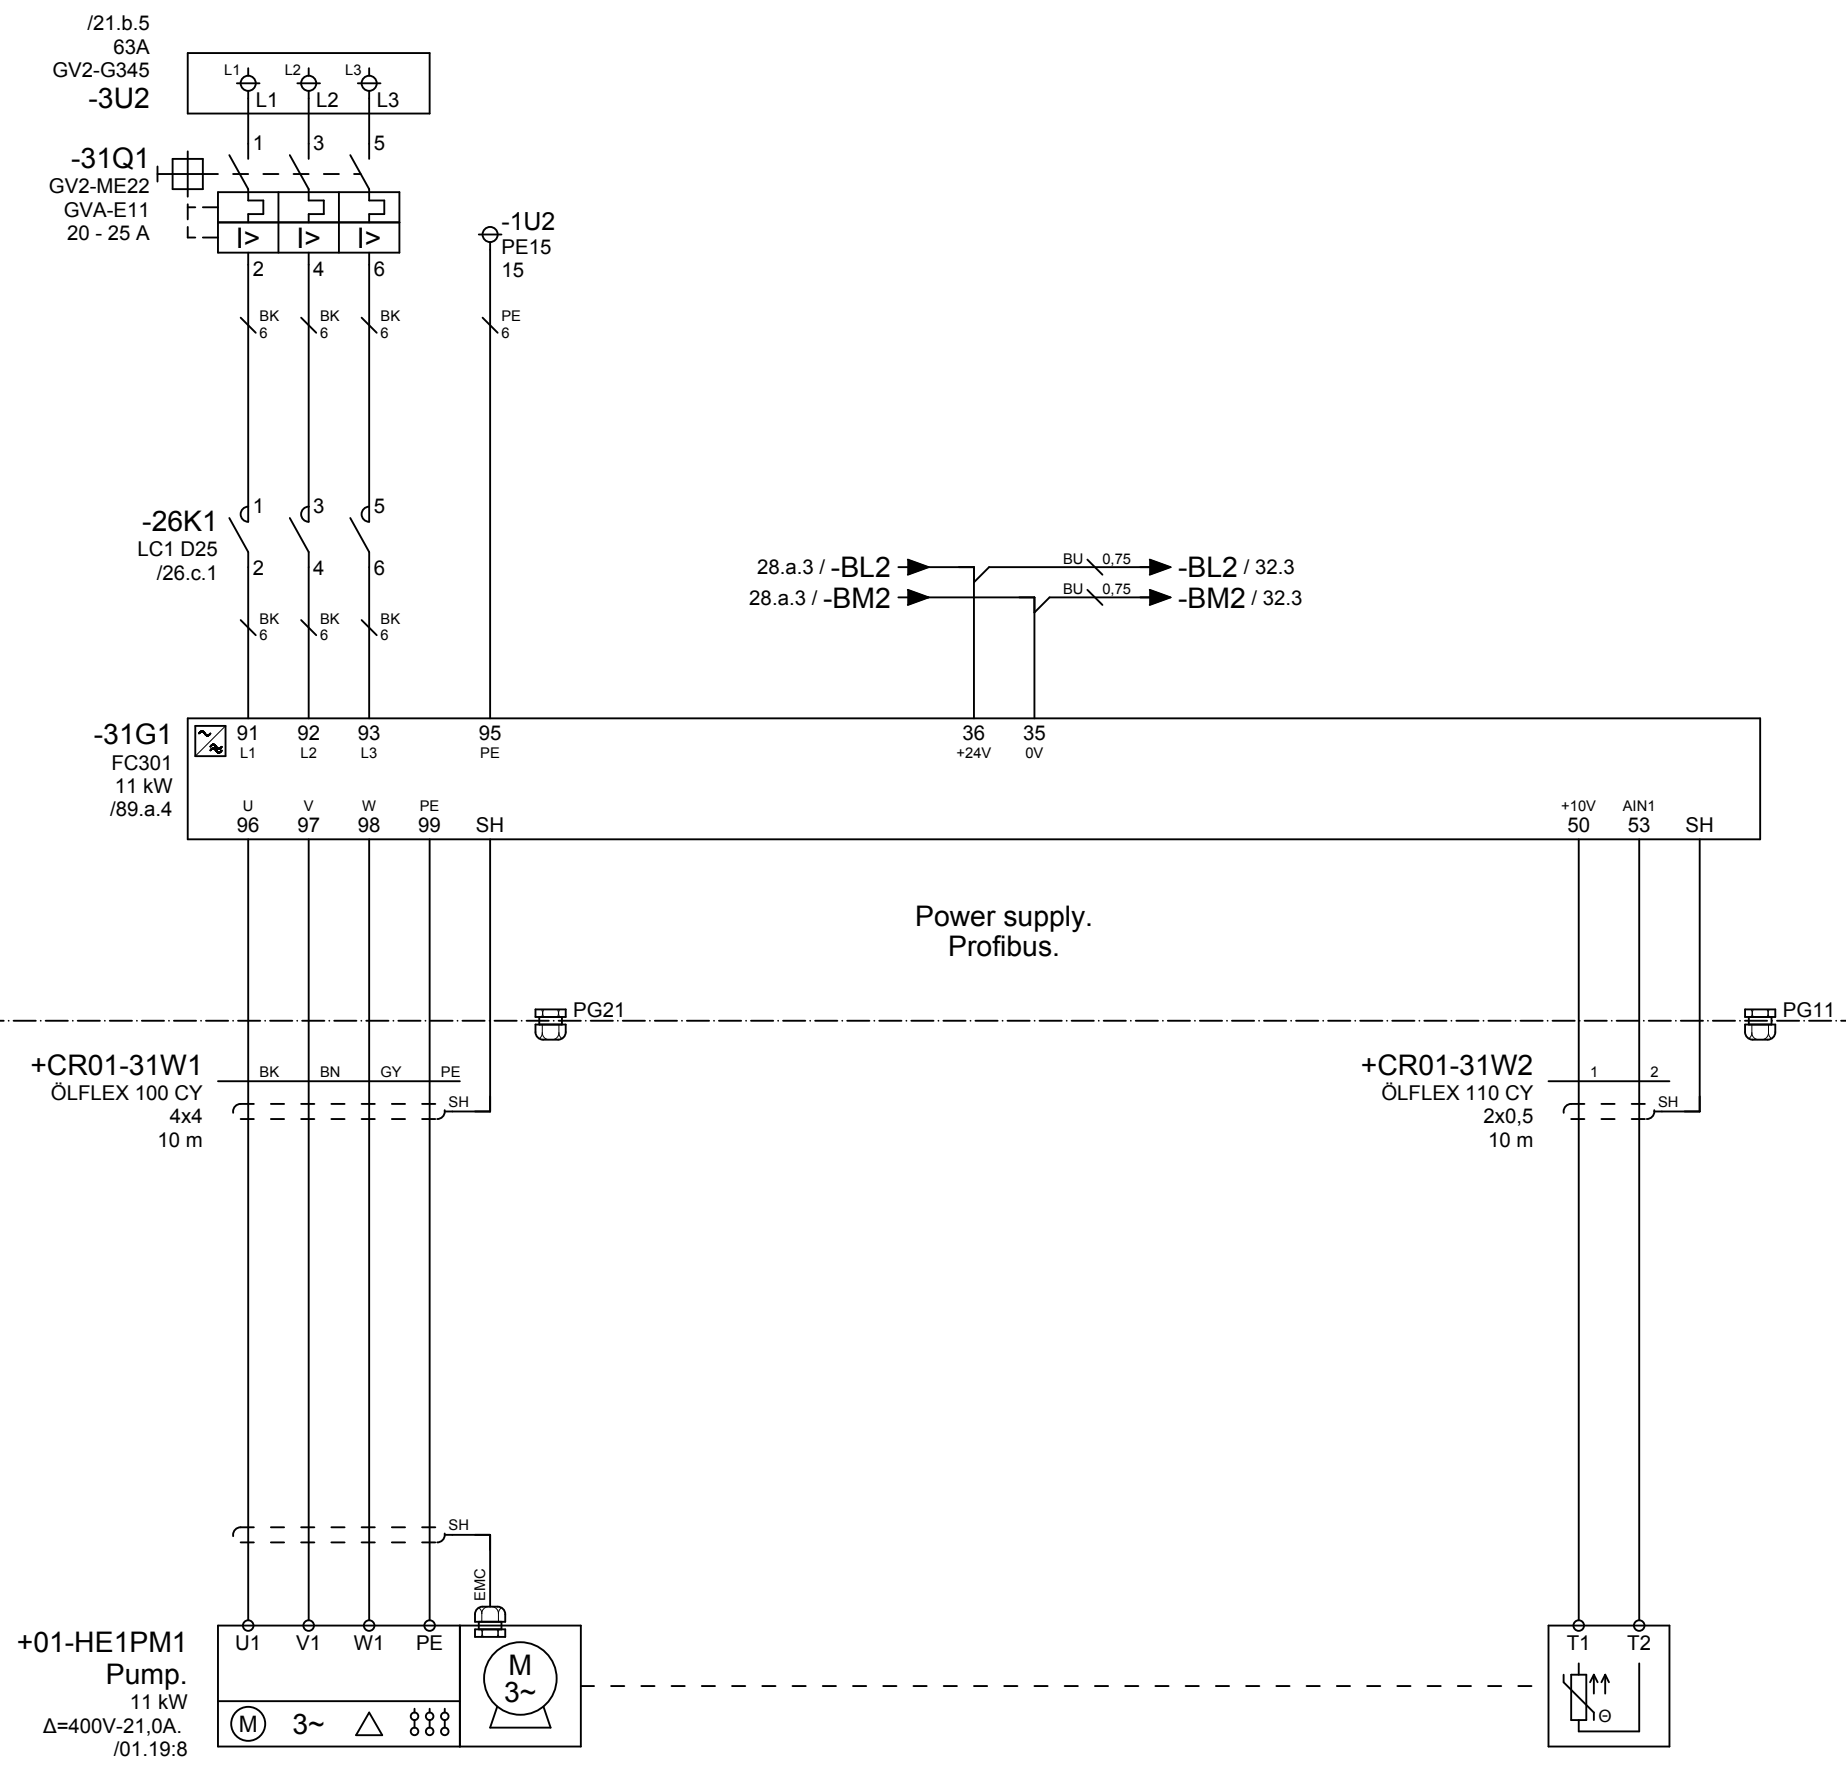 /21.b.5
63A
GV2-G345
-3U2
L1 L2 L3
L1 L2 L3
1 3 5
-31Q1
GV2-ME22
GVA-E11
20 - 25 A
I> I> I>
2 4 6
-1U2
PE15
15
BK BK BK PE
6 6 6 6
-26K1
LC1 D25
/26.c.1
1 3 5
2 4 6
BK BK BK
6 6 6
28.a.3 / -BL2 BU 0,75 -BL2 / 32.3
28.a.3 / -BM2 BU 0,75 -BM2 / 32.3
-31G1
FC301
11 kW
/89.a.4
91 92 93 95 36 35
L1 L2 L3 PE +24V 0V
U V W PE +10V AIN1
96 97 98 99 SH 50 53 SH
Power supply.
Profibus.
PG21 PG11
+CR01-31W1
ÖLFLEX 100 CY
4x4
10 m
BK BN GY PE
SH
+CR01-31W2
ÖLFLEX 110 CY
2x0,5
10 m
1 2
SH
SH
EMC
+01-HE1PM1
Pump.
11 kW
Δ=400V-21,0A.
/01.19:8
U1 V1 W1 PE
M
3~
M 3~
T1 T2
Θ